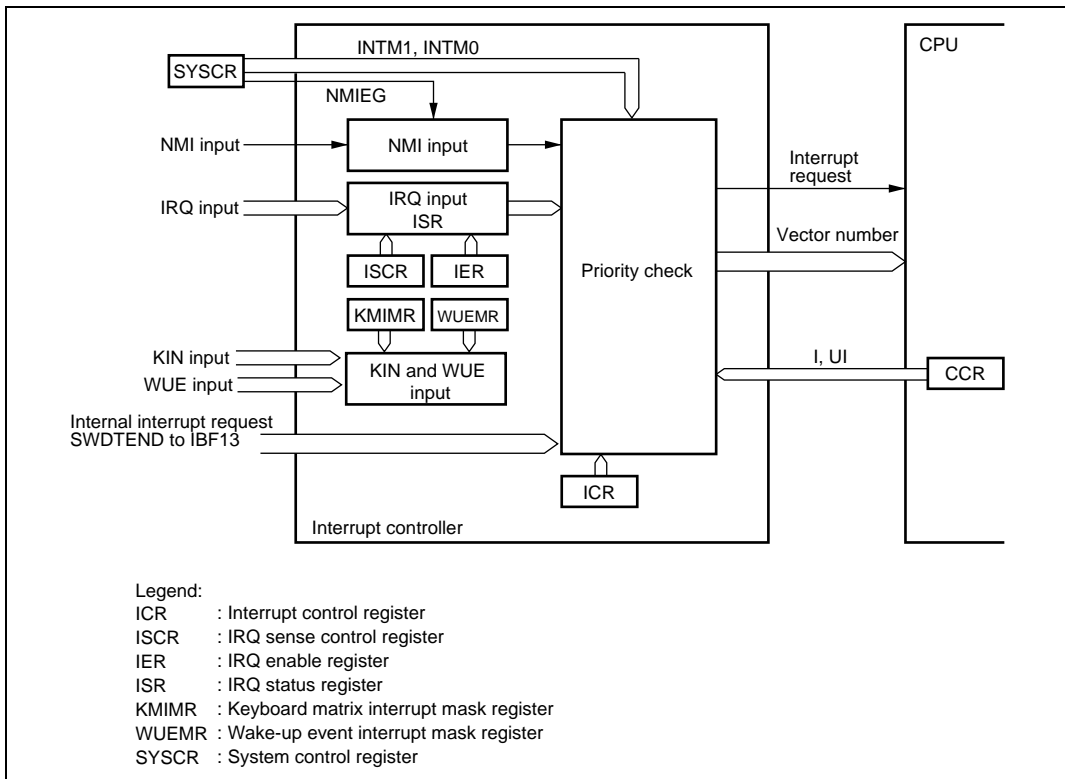 INTM1, INTM0
CPU
SYSCR
NMIEG
NMI input
NMI input
Interrupt
request
IRQ input
IRQ input
ISR
Vector number
ISCR
IER
Priority check
KMIMR
WUEMR
KIN input
WUE input
KIN and WUE
input
I, UI
CCR
Internal interrupt request
SWDTEND to IBF13
ICR
Interrupt controller
Legend:
ICR : Interrupt control register
ISCR : IRQ sense control register
IER : IRQ enable register
ISR : IRQ status register
KMIMR : Keyboard matrix interrupt mask register
WUEMR : Wake-up event interrupt mask register
SYSCR : System control register